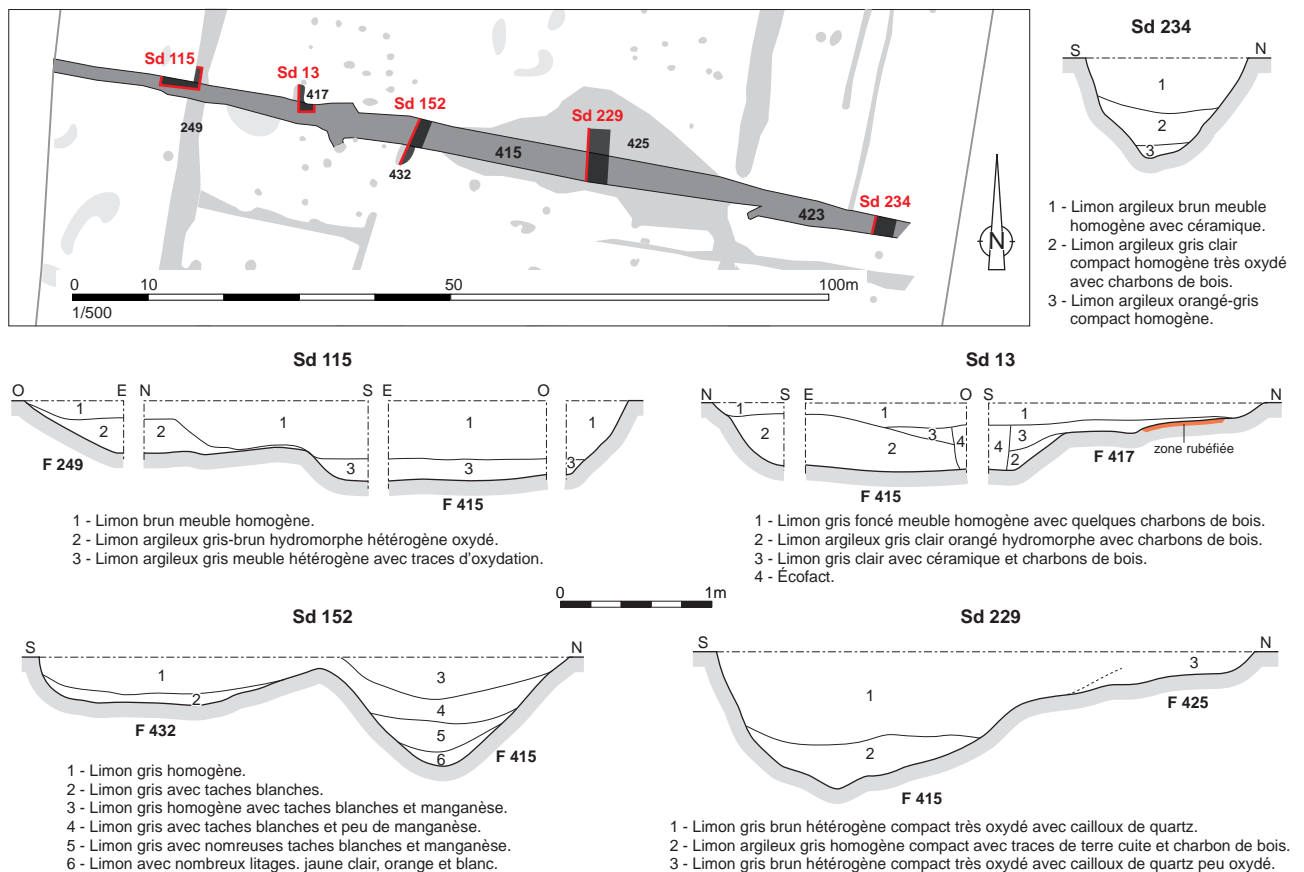 Sd 115
Sd 13
417
Sd 152
Sd 229
249
432
415
425
423
Sd 234
N
0 10 50 100m
1/500
Sd 234
S N
1
2
3
1 - Limon argileux brun meuble
homogène avec céramique.
2 - Limon argileux gris clair
compact homogène très oxydé
avec charbons de bois.
3 - Limon argileux orangé-gris
compact homogène.
Sd 115
O E N S E O
1 1 1 1
2 2
3 3 3
F 249
F 415
1 - Limon brun meuble homogène.
2 - Limon argileux gris-brun hydromorphe hétérogène oxydé.
3 - Limon argileux gris meuble hétérogène avec traces d'oxydation.
Sd 13
N S E O S N
1 1 1
2 3 4 4 3
2 2
F 417
zone rubéfiée
F 415
1 - Limon gris foncé meuble homogène avec quelques charbons de bois.
2 - Limon argileux gris clair orangé hydromorphe avec charbons de bois.
3 - Limon gris clair avec céramique et charbons de bois.
4 - Écofact.
0 1m
Sd 152
S N
1 3
2 4
5
6
F 432
F 415
1 - Limon gris homogène.
2 - Limon gris avec taches blanches.
3 - Limon gris homogène avec taches blanches et manganèse.
4 - Limon gris avec taches blanches et peu de manganèse.
5 - Limon gris avec nomreuses taches blanches et manganèse.
6 - Limon avec nombreux litages. jaune clair, orange et blanc.
Sd 229
S N
3
1
2
F 425
F 415
1 - Limon gris brun hétérogène compact très oxydé avec cailloux de quartz.
2 - Limon argileux gris homogène compact avec traces de terre cuite et charbon de bois.
3 - Limon gris brun hétérogène compact très oxydé avec cailloux de quartz peu oxydé.